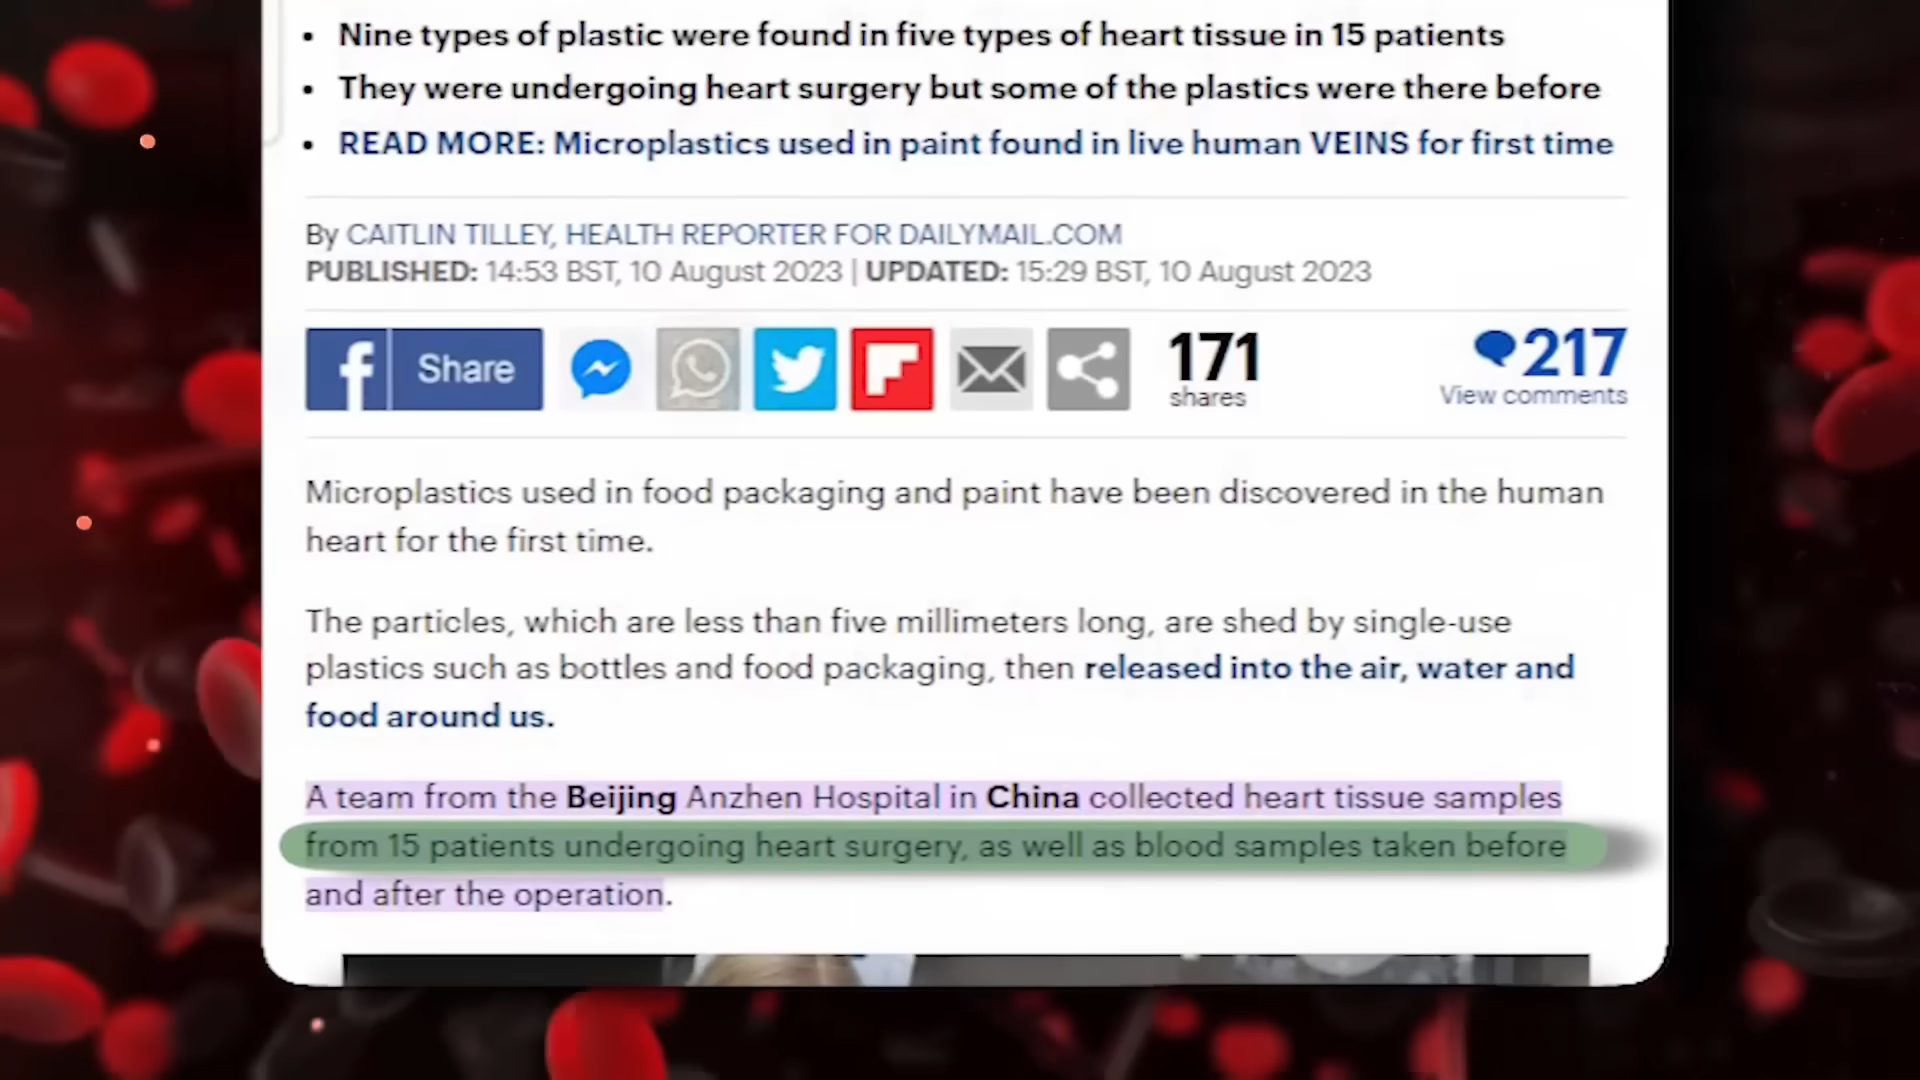 • Nine types of plastic were found in five types of heart tissue in 15 patients
• They were undergoing heart surgery but some of the plastics were there before
• READ MORE: Microplastics used in paint found in live human VEINS for first time
By CAITLIN TILLEY, HEALTH REPORTER FOR DAILYMAIL.COM
PUBLISHED: 14:53 BST, 10 August 2023 | UPDATED: 15:29 BST, 10 August 2023
f Share 171 217
shares View comments
Microplastics used in food packaging and paint have been discovered in the human
heart for the first time.
The particles, which are less than five millimeters long, are shed by single-use
plastics such as bottles and food packaging, then released into the air, water and
food around us.
A team from the Beijing Anzhen Hospital in China collected heart tissue samples
from 15 patients undergoing heart surgery, as well as blood samples taken before
and after the operation.